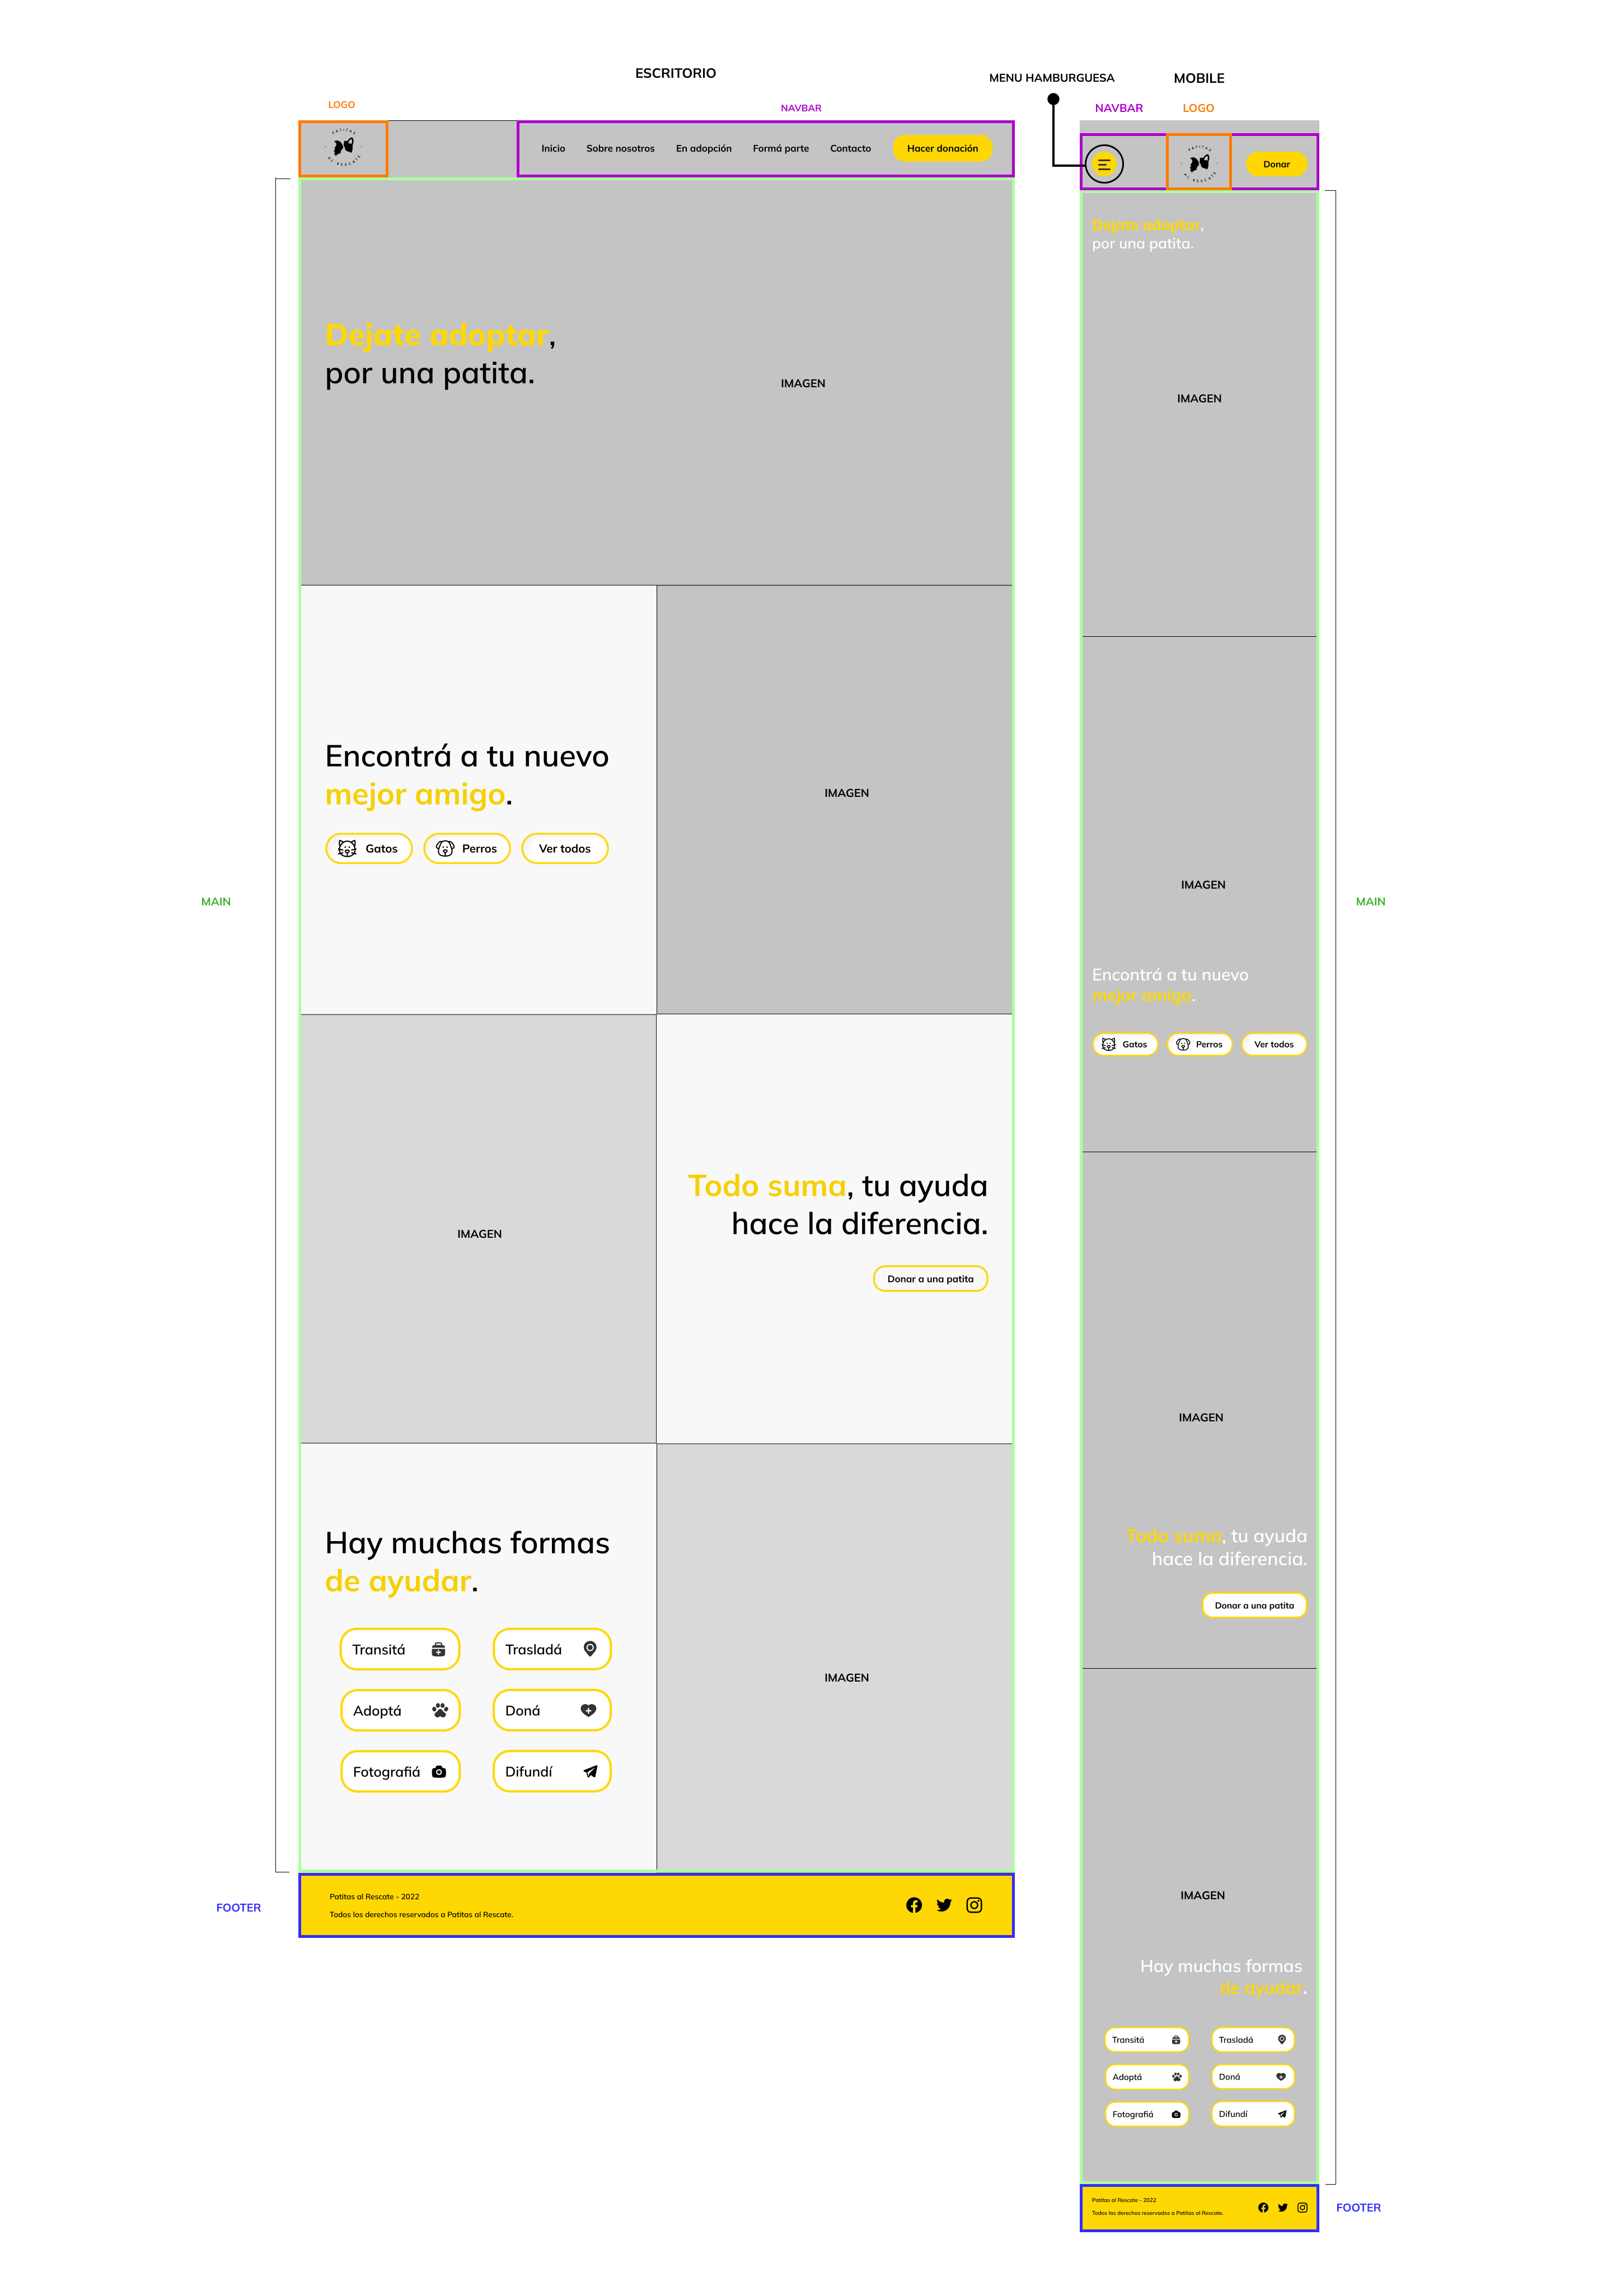 ESCRITORIO
LOGO
NAVBAR
PATITAS
AL RESCATE
Inicio
Sobre nosotros
En adopción
Formá parte
Contacto
Hacer donación
Dejate adoptar,
por una patita.
IMAGEN
Encontrá a tu nuevo
mejor amigo.
Gatos
Perros
Ver todos
IMAGEN
MAIN
IMAGEN
Todo suma, tu ayuda
hace la diferencia.
Donar a una patita
Hay muchas formas
de ayudar.
Transitá
Trasladá
Adoptá
Doná
Fotografiá
Difundí
IMAGEN
FOOTER
Patitas al Rescate - 2022
Todos los derechos reservados a Patitas al Rescate.
MENU HAMBURGUESA
MOBILE
NAVBAR
LOGO
PATITAS
AL RESCATE
Donar
Dejate adoptar,
por una patita.
IMAGEN
IMAGEN
MAIN
Encontrá a tu nuevo
mejor amigo.
Gatos
Perros
Ver todos
IMAGEN
Todo suma, tu ayuda
hace la diferencia.
Donar a una patita
IMAGEN
Hay muchas formas
de ayudar.
Transitá
Trasladá
Adoptá
Doná
Fotografiá
Difundí
Patitas al Rescate - 2022
Todos los derechos reservados a Patitas al Rescate.
FOOTER